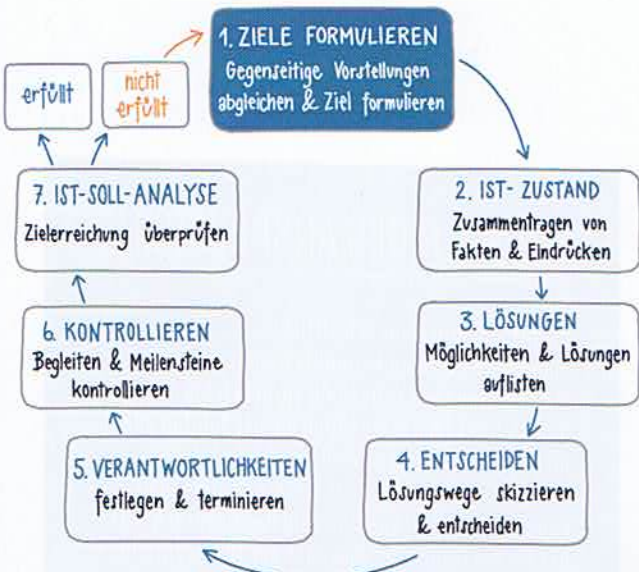 1. ZIELE FORMULIEREN
Gegenseitige Vorstellungen
abgleichen & Ziel formulieren
2. IST- ZUSTAND
Zusammentragen von
Fakten & Eindrücken
3. LÖSUNGEN
Möglichkeiten & Lösungen
auflisten
4. ENTSCHEIDEN
Lösungswege skizzieren
& entscheiden
5. VERANTWORTLICHKEITEN
festlegen & terminieren
6. KONTROLLIEREN
Begleiten & Meilensteine
kontrollieren
7. IST-SOLL-ANALYSE
Zielerreichung überprüfen
erfüllt
nicht
erfüllt